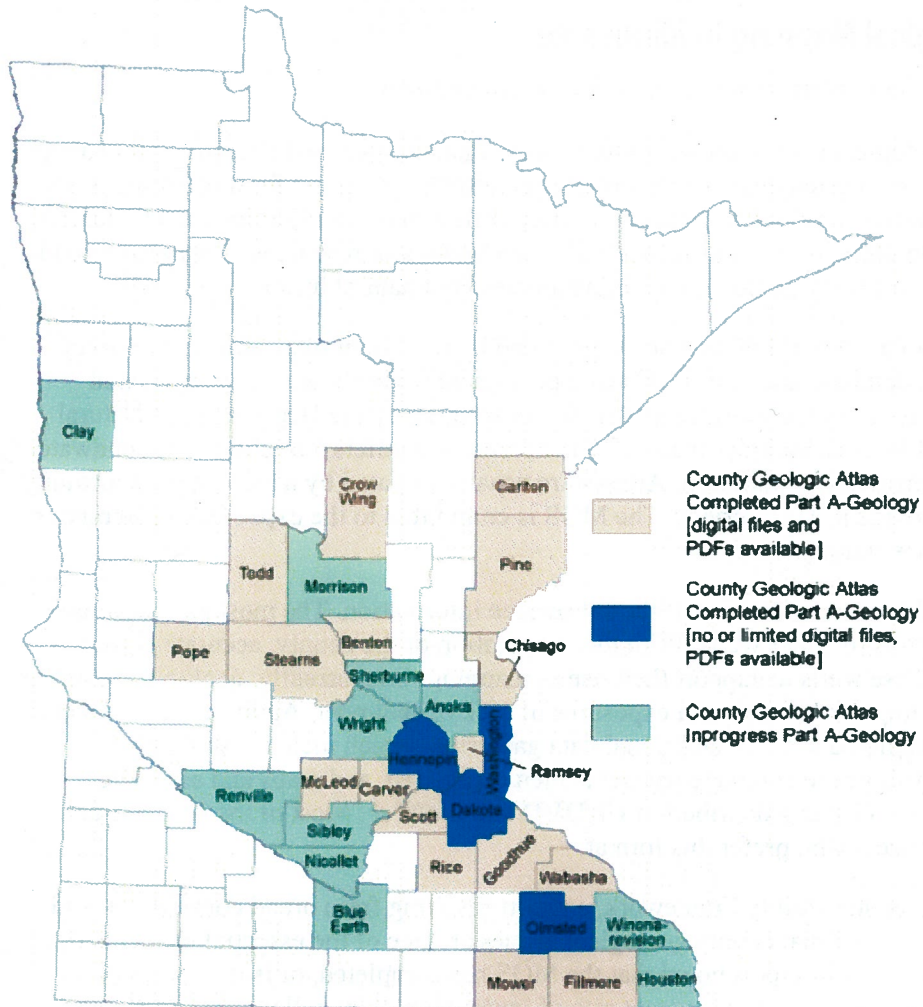 Clay
Crow
Wing
Carlton
Pine
Todd
Morrison
Benton
Pope
Stearns
Sherburne
Chisago
Wright
Anoka
Hennepin
Washington
Ramsey
McLeod
Carver
Renville
Scott
Dakota
Sibley
Nicollet
Rice
Goodhue
Wabasha
Blue
Earth
Olmsted
Winona-
revision
Mower
Fillmore
Houston
County Geologic Atlas
Completed Part A-Geology
[digital files and
PDFs available]
County Geologic Atlas
Completed Part A-Geology
[no or limited digital files,
PDFs available]
County Geologic Atlas
Inprogress Part A-Geology